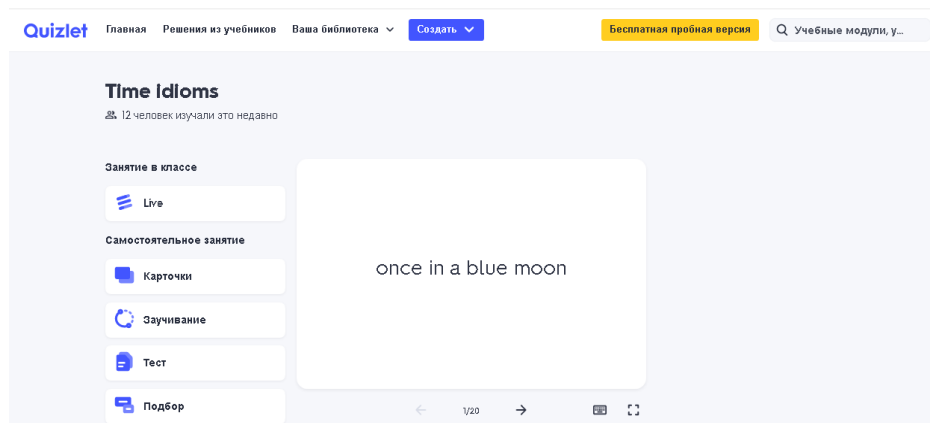 Quizlet Главная Решения из учебников Ваша библиотека Создать Бесплатная пробная версия Учебные модули, у...
Time idioms
12 человек изучали это недавно
Занятие в классе
Live
Самостоятельное занятие
Карточки
Заучивание
Тест
Подбор
once in a blue moon
1/20